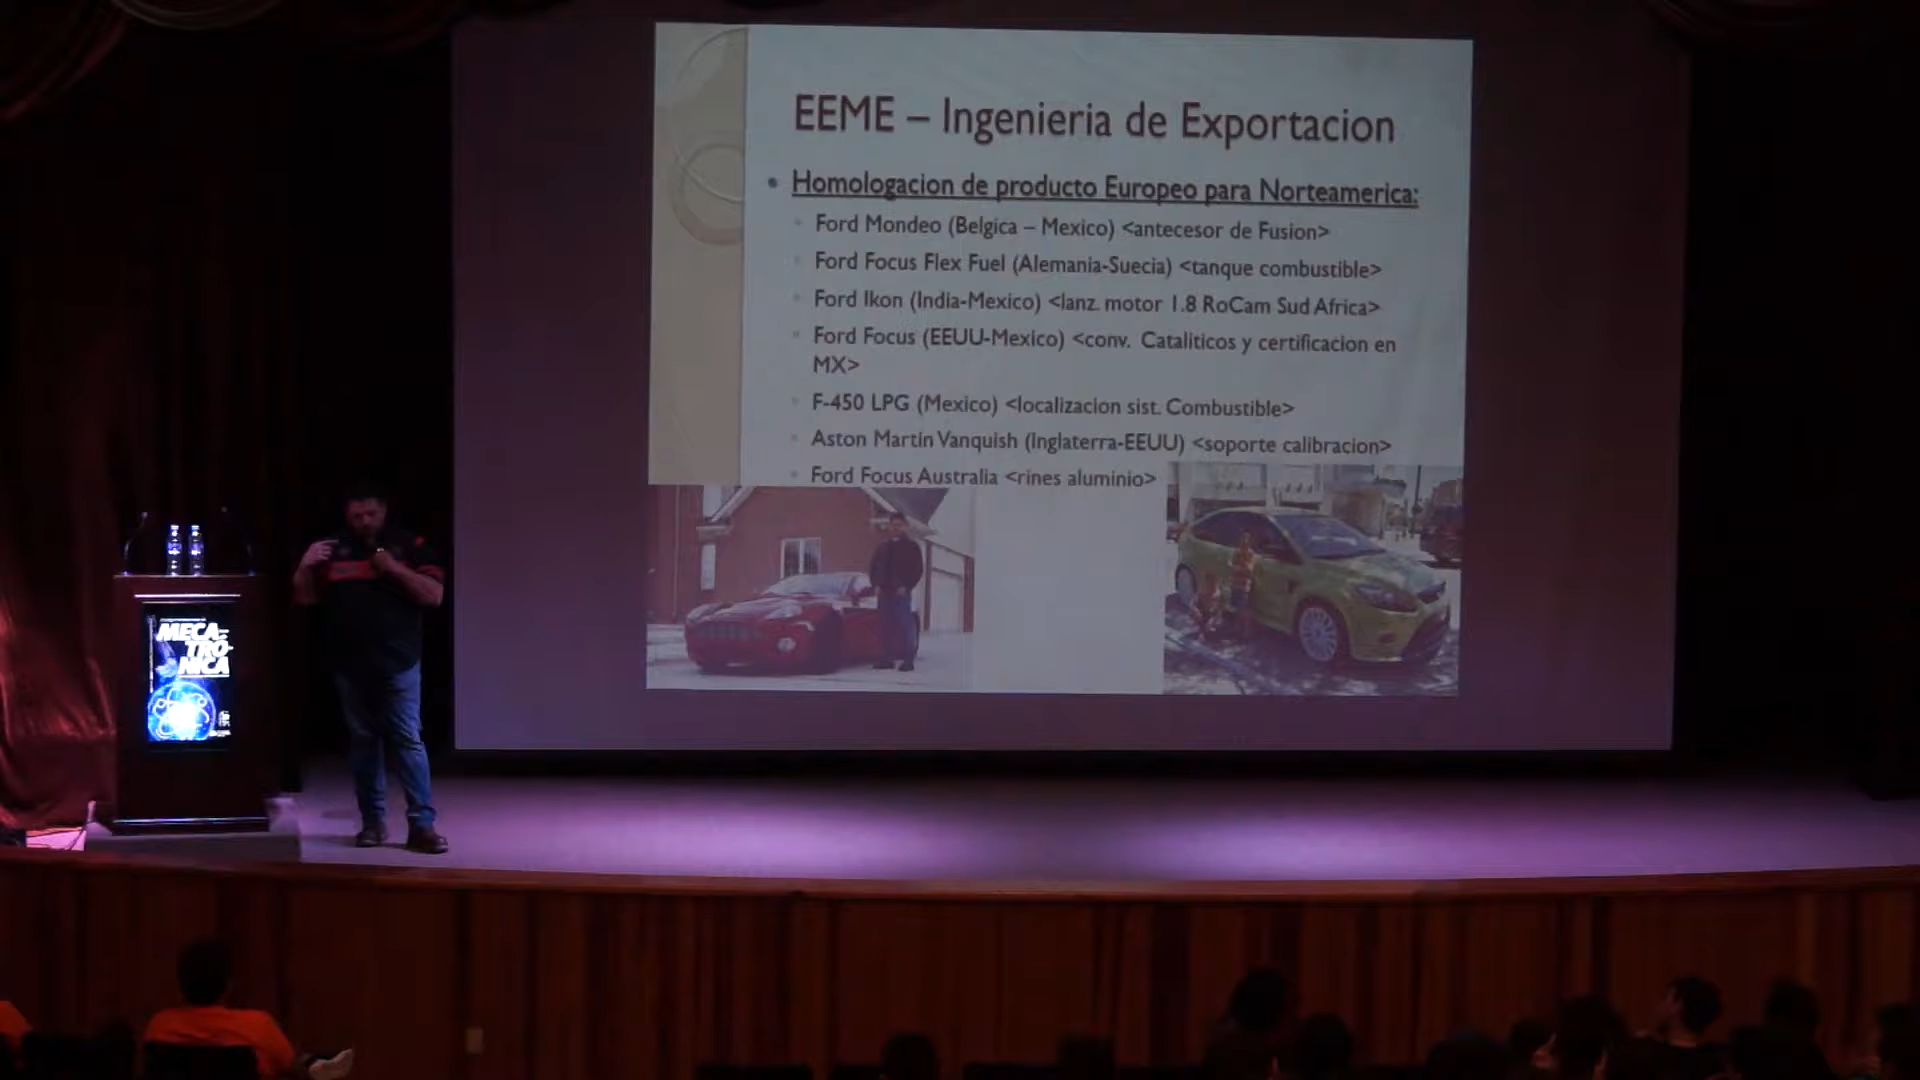 EEME – Ingenieria de Exportacion
• Homologacion de producto Europeo para Norteamerica:
Ford Mondeo (Belgica – Mexico) <antecesor de Fusion>
Ford Focus Flex Fuel (Alemania-Suecia) <tanque combustible>
Ford Ikon (India-Mexico) <lanz. motor 1.8 RoCam Sud Africa>
Ford Focus (EEUU-Mexico) <conv. Cataliticos y certificacion en
MX>
F-450 LPG (Mexico) <localizacion sist. Combustible>
Aston Martin Vanquish (Inglaterra-EEUU) <soporte calibracion>
Ford Focus Australia <rines aluminio>
MECA-
TRÓ-
NICA